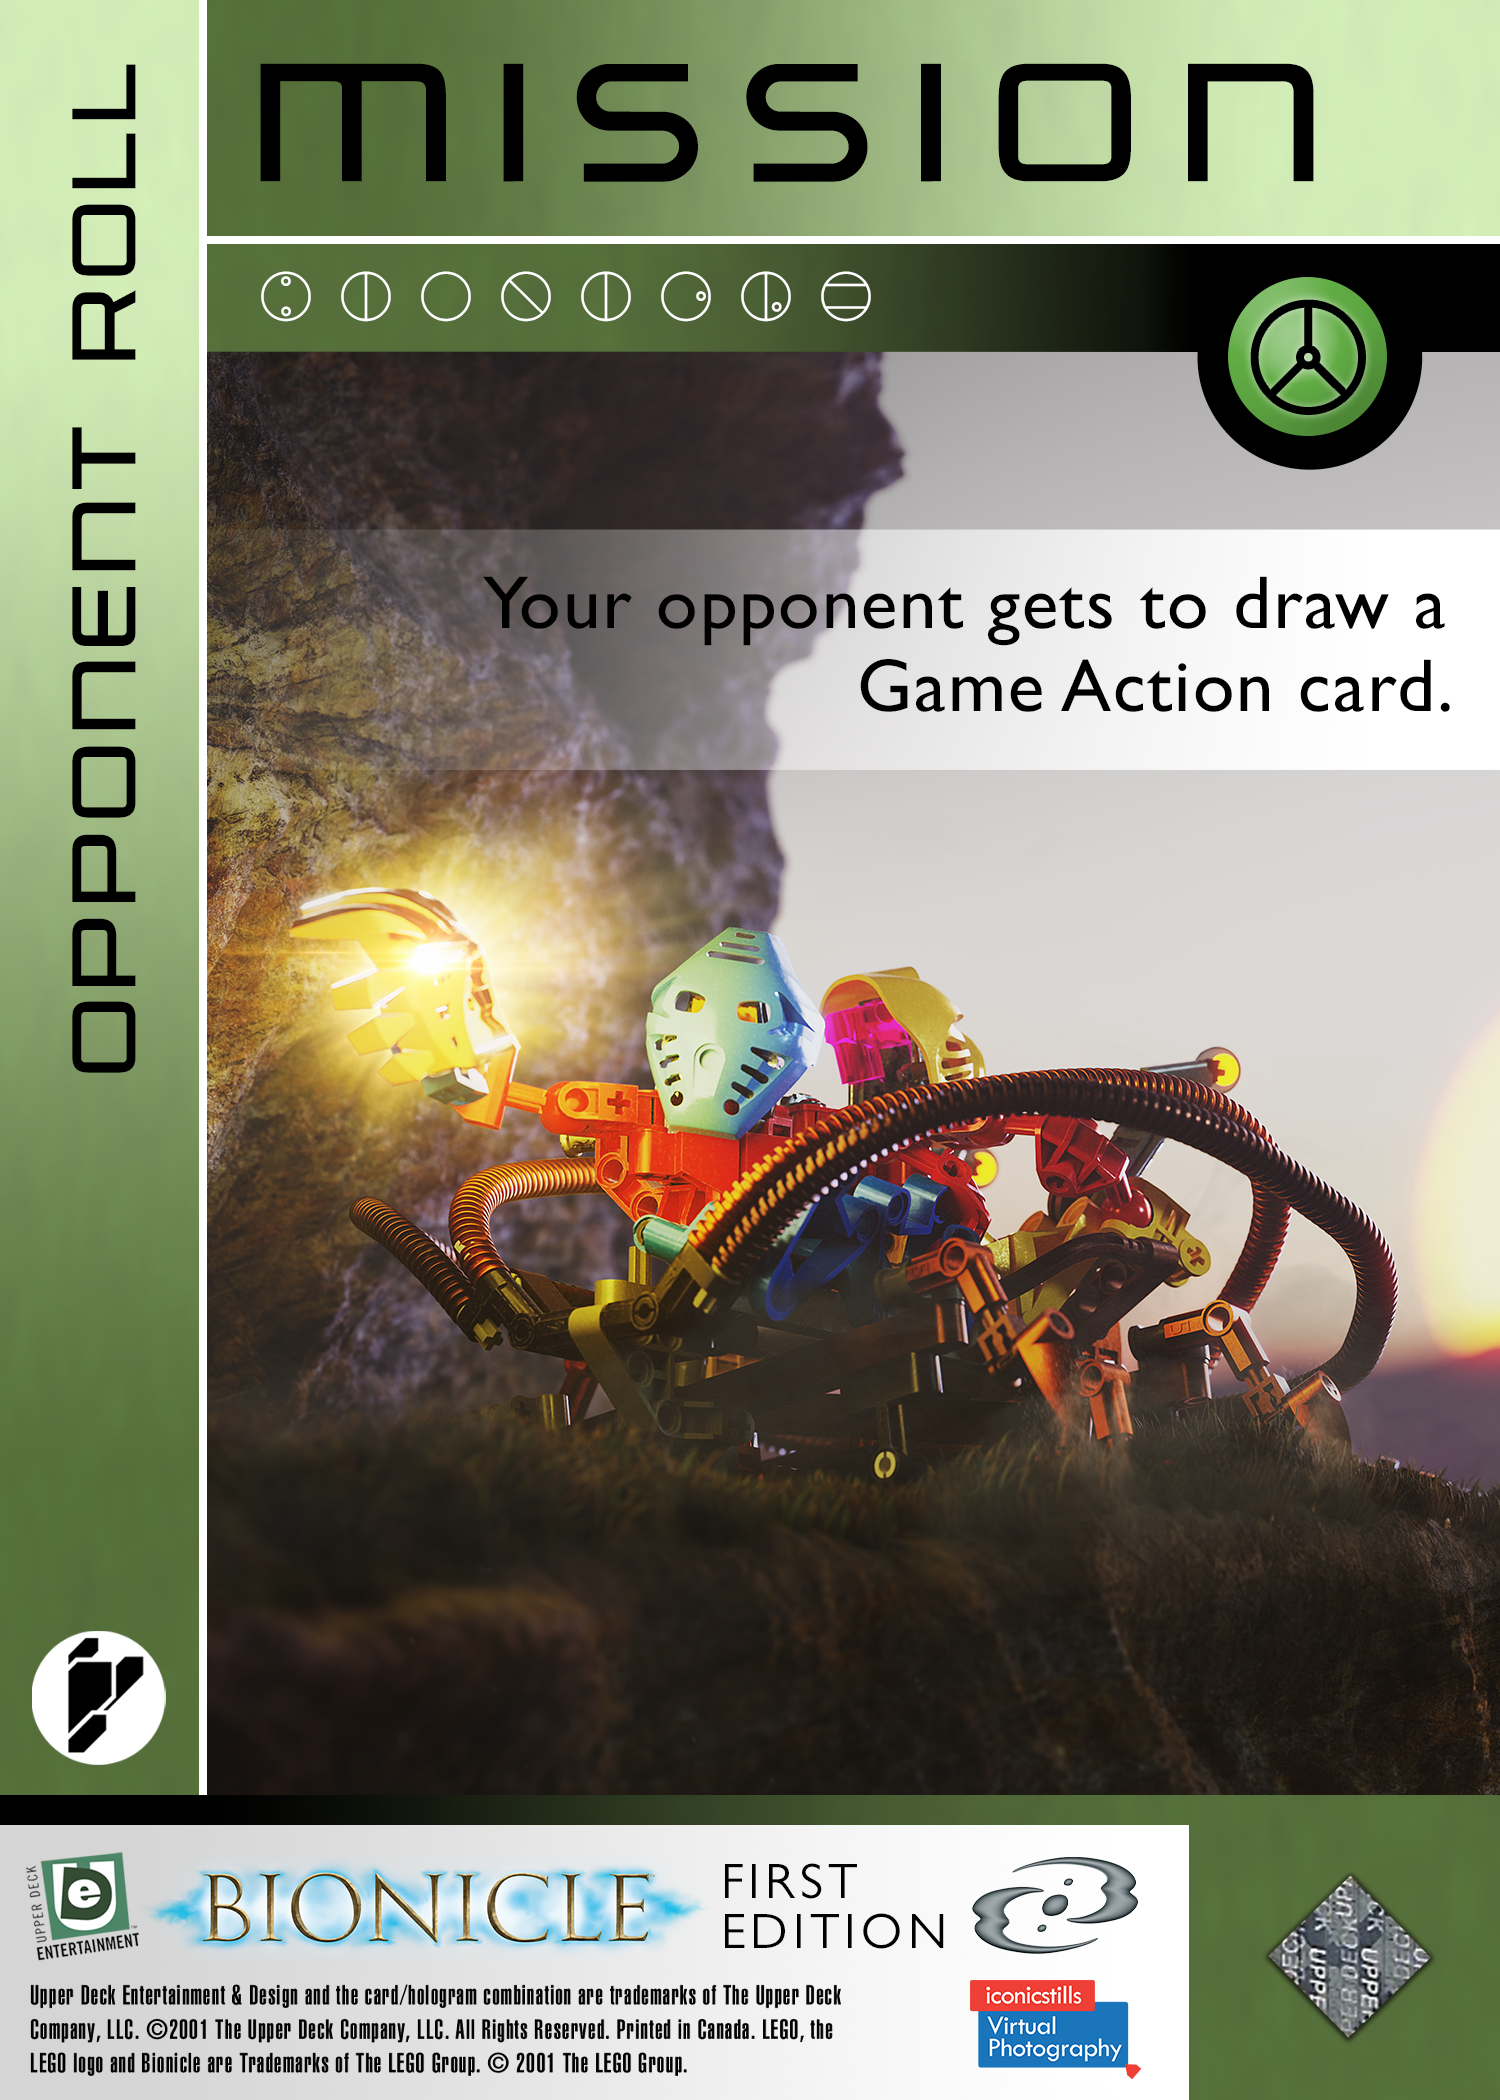 MISSION
OPPONENT ROLL
Your opponent gets to draw a
Game Action card.
UPPER DECK
e
ENTERTAINMENT
BIONICLE
FIRST
EDITION
Upper Deck Entertainment & Design and the card/hologram combination are trademarks of The Upper Deck
Company, LLC. ©2001 The Upper Deck Company, LLC. All Rights Reserved. Printed in Canada. LEGO, the
LEGO logo and Bionicle are Trademarks of The LEGO Group. © 2001 The LEGO Group.
iconicstills
Virtual
Photography